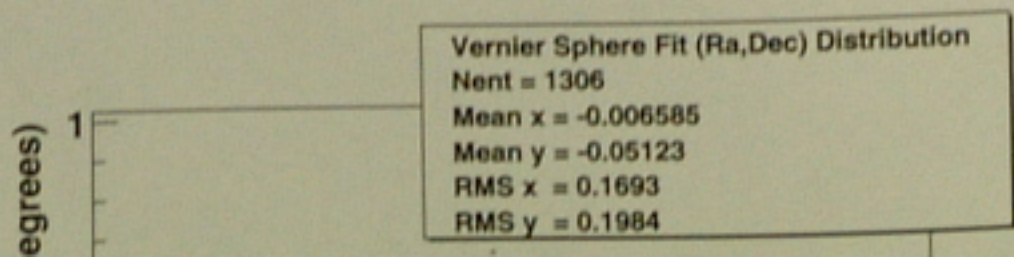 Vernier Sphere Fit (Ra,Dec) Distribution
Nent = 1306
Mean x = -0.006585
Mean y = -0.05123
RMS x = 0.1693
RMS y = 0.1984
1
egrees)